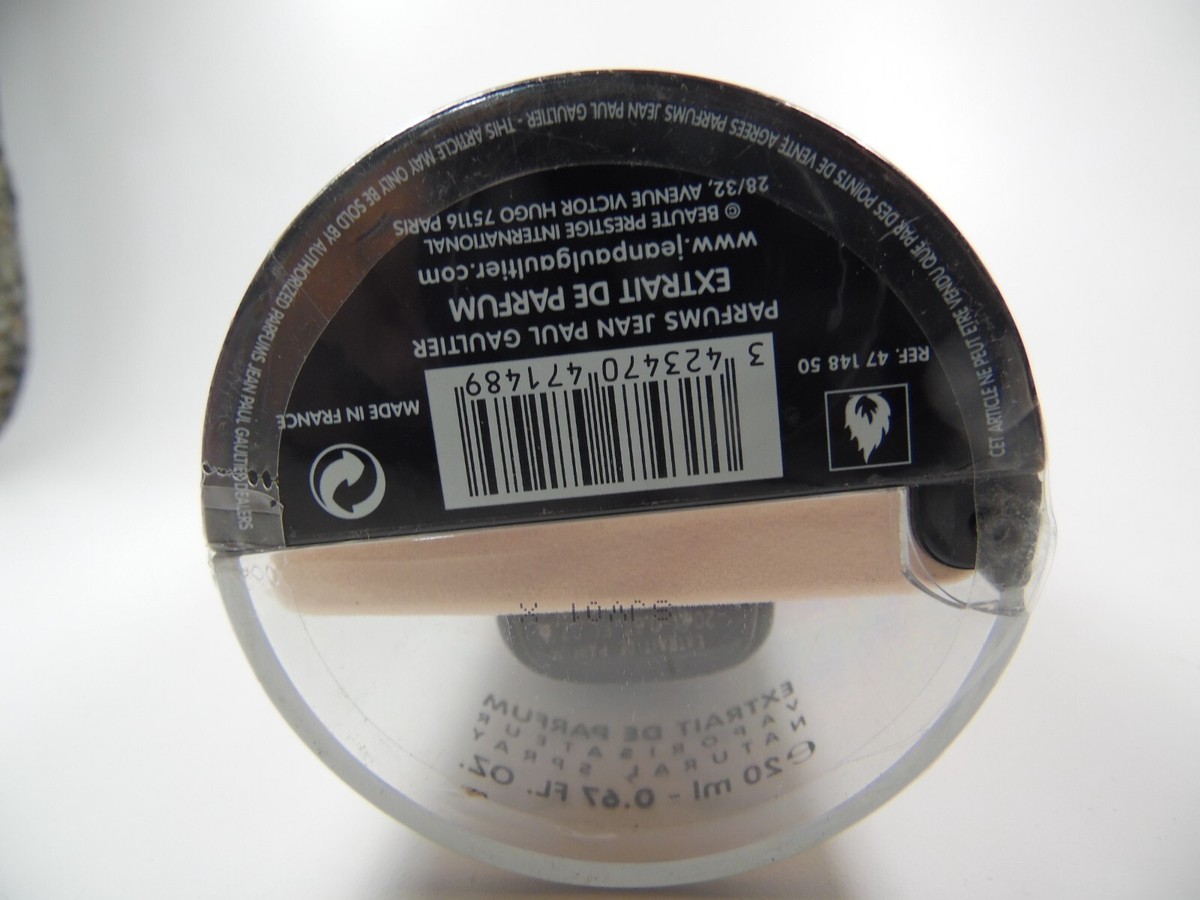 CET ARTICLE NE PEUT ETRE VENDU QUE PAR DES POINTS DE VENTE AGREES PARFUMS JEAN PAUL GAULTIER - THIS ARTICLE MAY ONLY BE SOLD BY AUTHORIZED PARFUMS JEAN PAUL GAULTIER DEALERS
REF. 47 148 50
MADE IN FRANCE
3 423470 471489
PARFUMS JEAN PAUL GAULTIER
EXTRAIT DE PARFUM
www.jeanpaulgaultier.com
© BEAUTE PRESTIGE INTERNATIONAL
28/32, AVENUE VICTOR HUGO 75116 PARIS
EXTRAIT DE PARFUM
VAPORISATEUR
NATURAL SPRAY
℮20 ml - 0.67 FL. OZ.